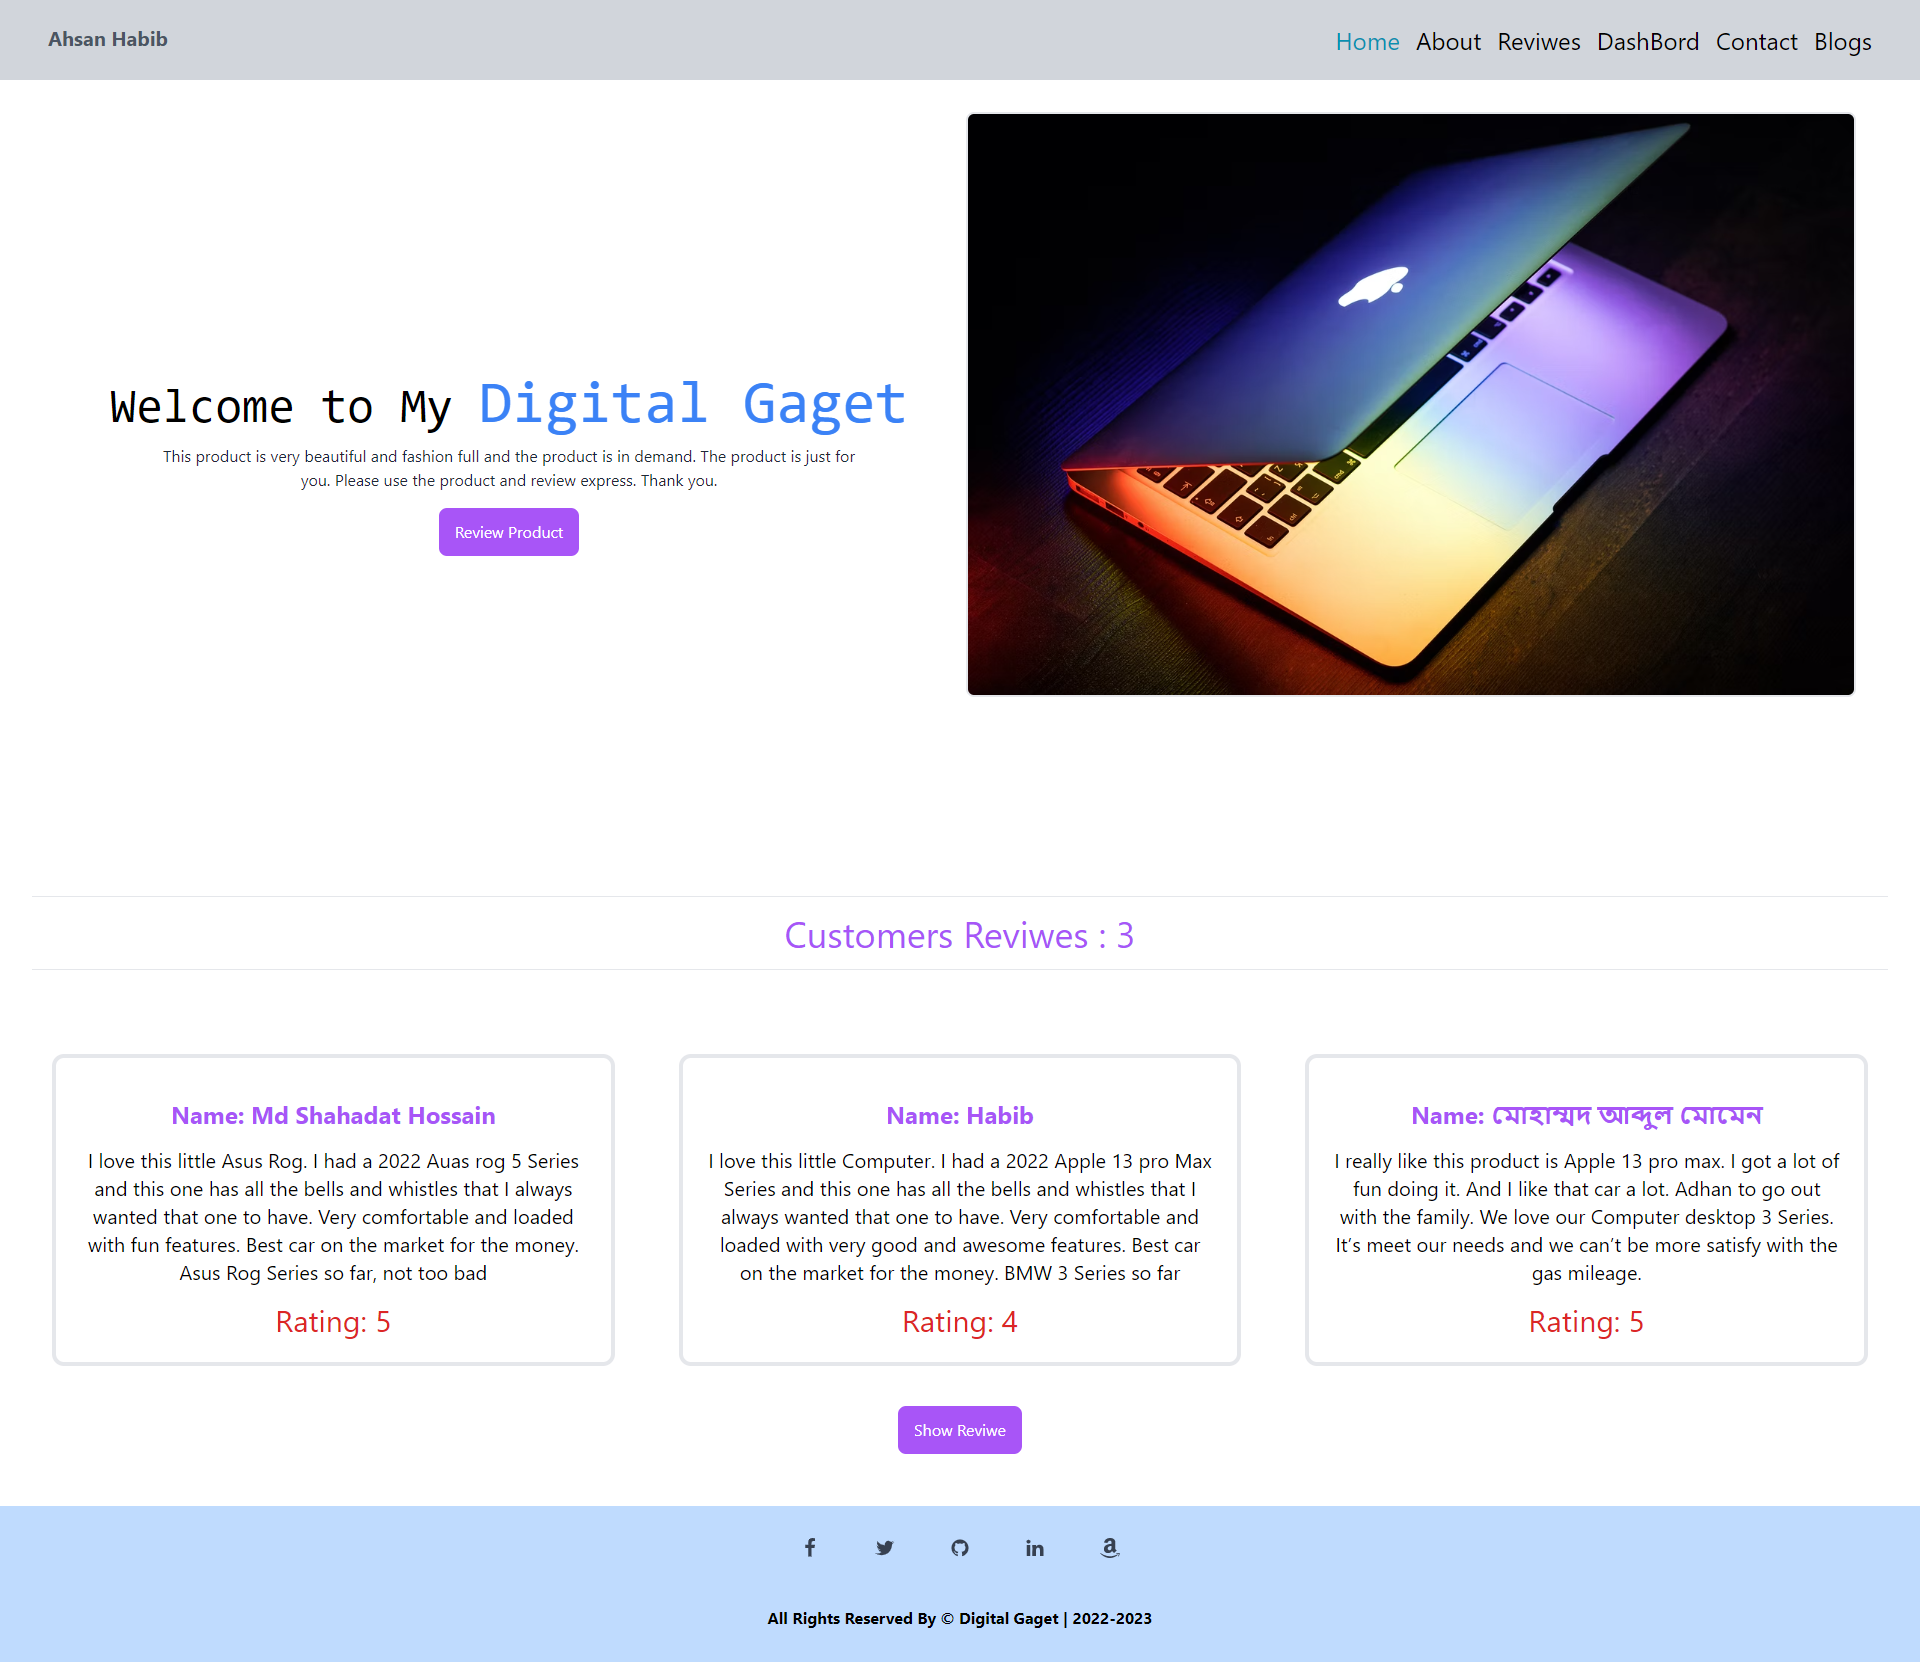 Ahsan Habib
Home About Reviwes DashBord Contact Blogs
Welcome to My Digital Gaget
This product is very beautiful and fashion full and the product is in demand. The product is just for
you. Please use the product and review express. Thank you.
Review Product
Customers Reviwes : 3
Name: Md Shahadat Hossain
I love this little Asus Rog. I had a 2022 Auas rog 5 Series
and this one has all the bells and whistles that I always
wanted that one to have. Very comfortable and loaded
with fun features. Best car on the market for the money.
Asus Rog Series so far, not too bad
Rating: 5
Name: Habib
I love this little Computer. I had a 2022 Apple 13 pro Max
Series and this one has all the bells and whistles that I
always wanted that one to have. Very comfortable and
loaded with very good and awesome features. Best car
on the market for the money. BMW 3 Series so far
Rating: 4
Name: মোহাম্মদ আব্দুল মোমেন
I really like this product is Apple 13 pro max. I got a lot of
fun doing it. And I like that car a lot. Adhan to go out
with the family. We love our Computer desktop 3 Series.
It’s meet our needs and we can’t be more satisfy with the
gas mileage.
Rating: 5
Show Reviwe
All Rights Reserved By © Digital Gaget | 2022-2023